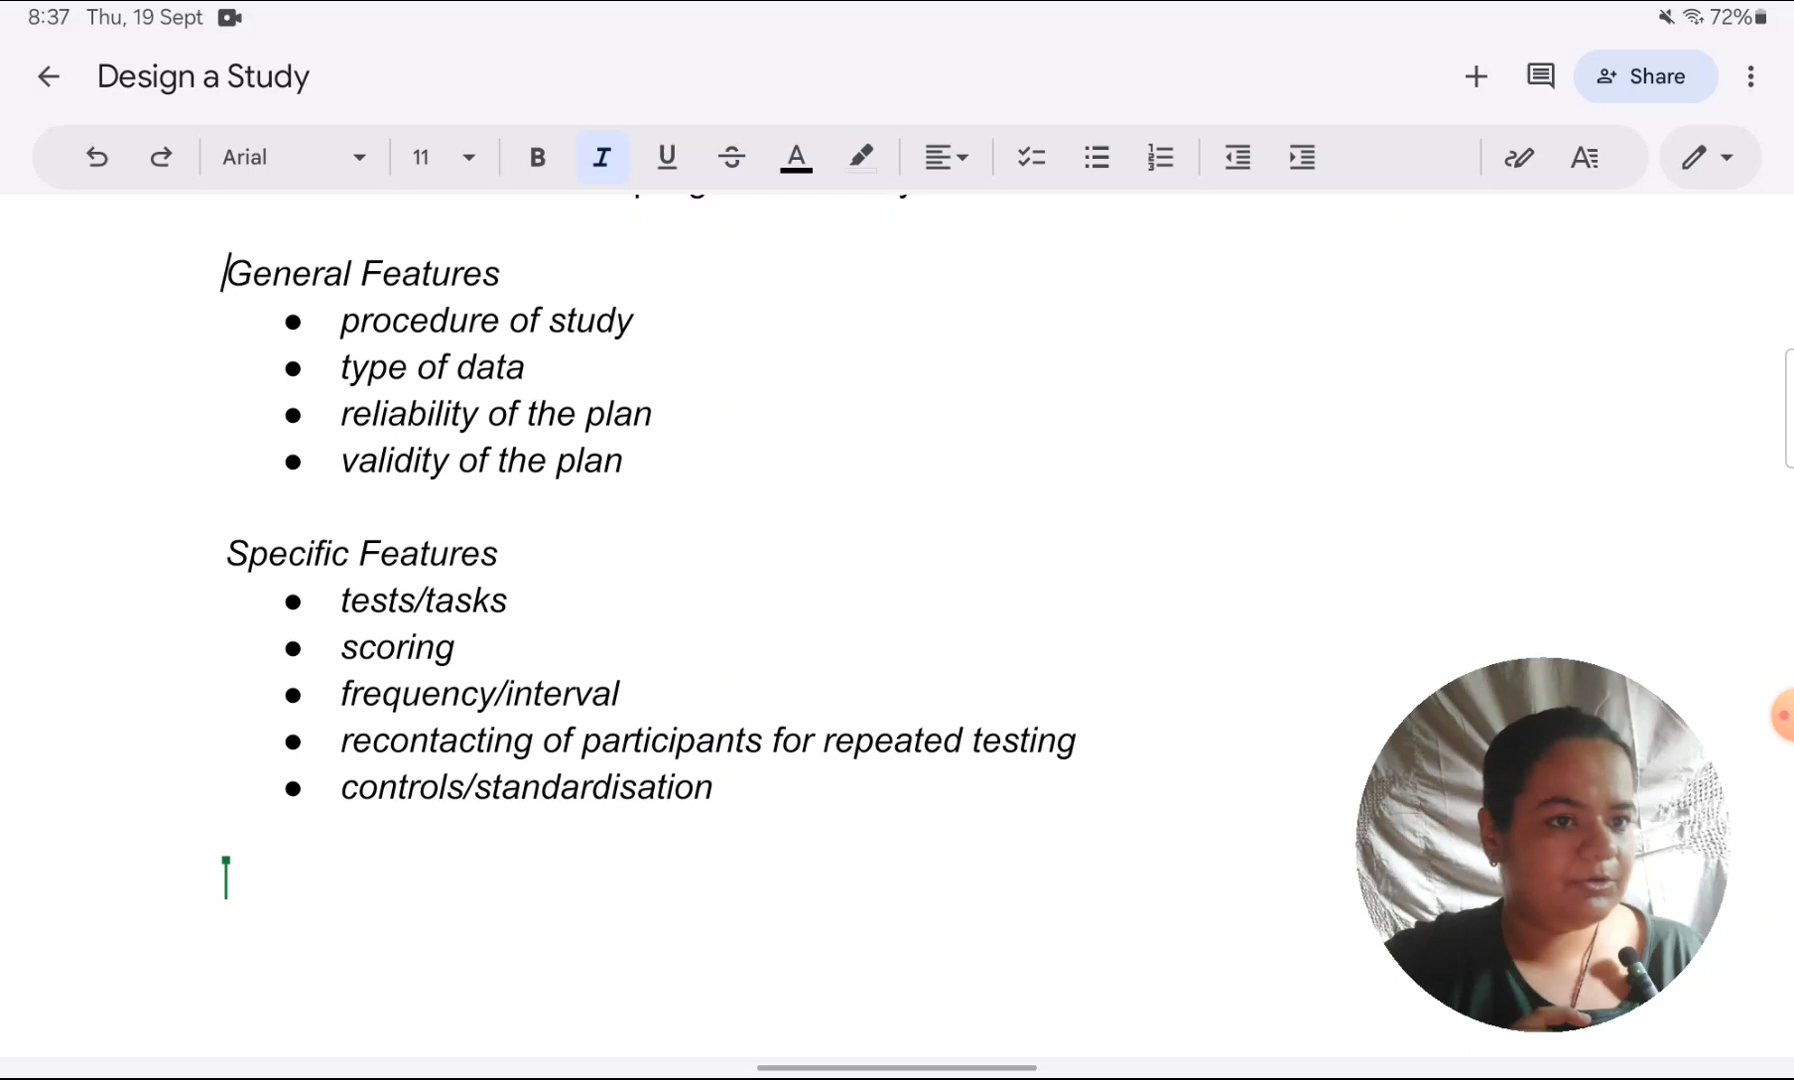 8:37 Thu, 19 Sept 72%
Design a Study Share
Arial 11 B I U A
General Features
● procedure of study
● type of data
● reliability of the plan
● validity of the plan
Specific Features
● tests/tasks
● scoring
● frequency/interval
● recontacting of participants for repeated testing
● controls/standardisation